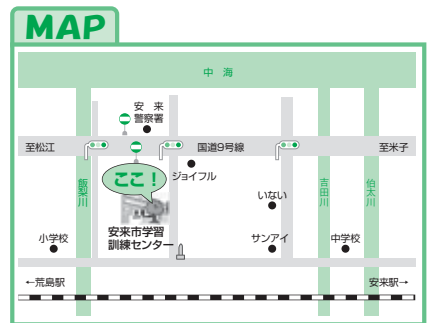 MAP
中海
安来
警察署
至松江
国道9号線
至米子
ここ!
ジョイフル
飯梨川
吉田川
伯太川
いない
安来市学習
訓練センター
小学校
サンアイ
中学校
←荒島駅
安来駅→